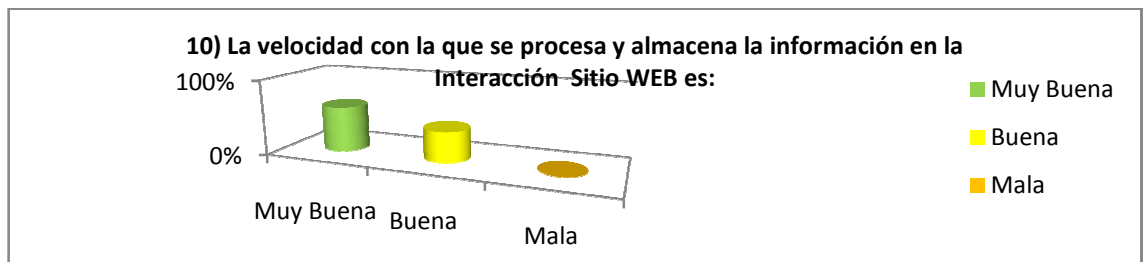 10) La velocidad con la que se procesa y almacena la información en la
Interacción  Sitio WEB es:
100%
0%
Muy Buena
Buena
Mala
Muy Buena
Buena
Mala